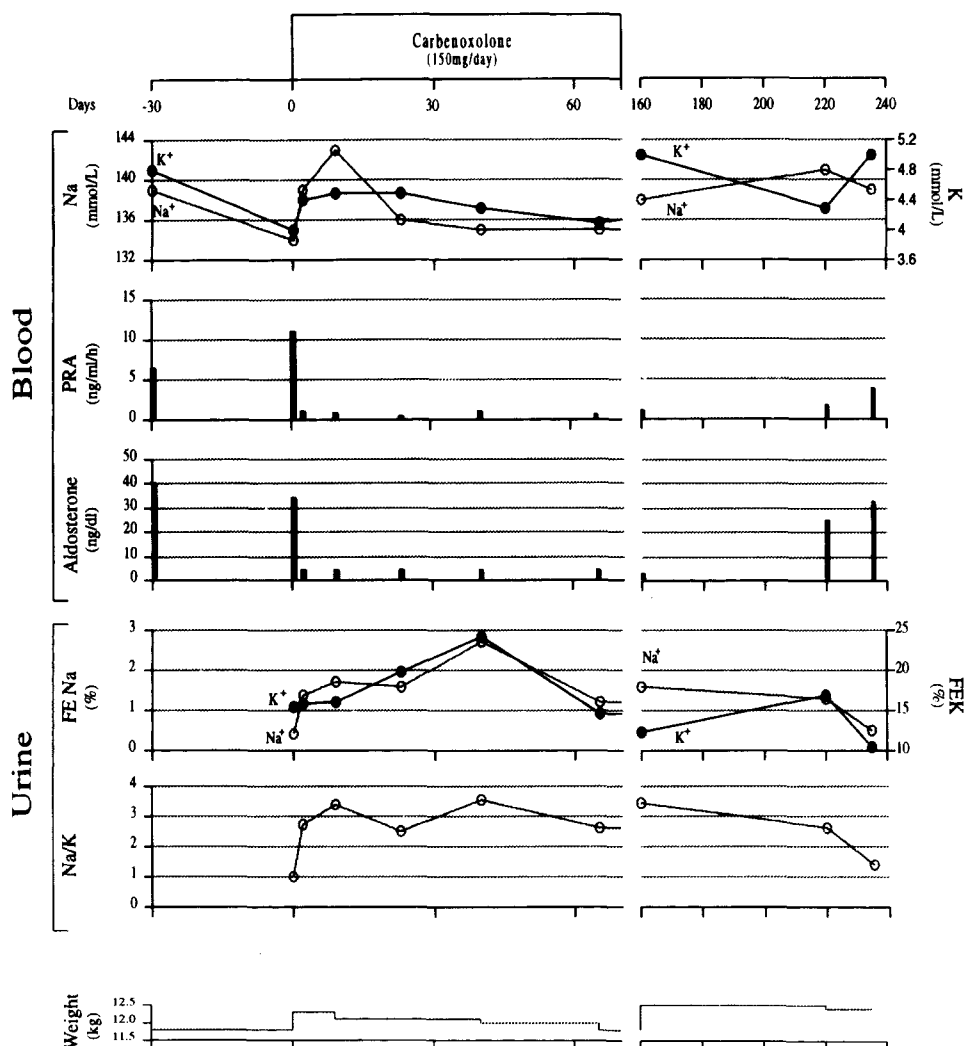 Carbenoxolone
(150mg/day)
Days -30 0 30 60 160 180 200 220 240
Blood
Na
(mmol/L)
144
140
136
132
K+
Na+
K+
Na+
5.2
4.8
4.4
4
3.6
K
(mmol/L)
PRA
(ng/ml/h)
15
10
5
0
Aldosterone
(ng/dl)
50
40
30
20
10
0
Urine
FE Na
(%)
3
2
1
0
K+
Na+
Na+
K+
25
20
15
10
FEK
(%)
Na/K
4
3
2
1
0
Weight
(kg)
12.5
12.0
11.5